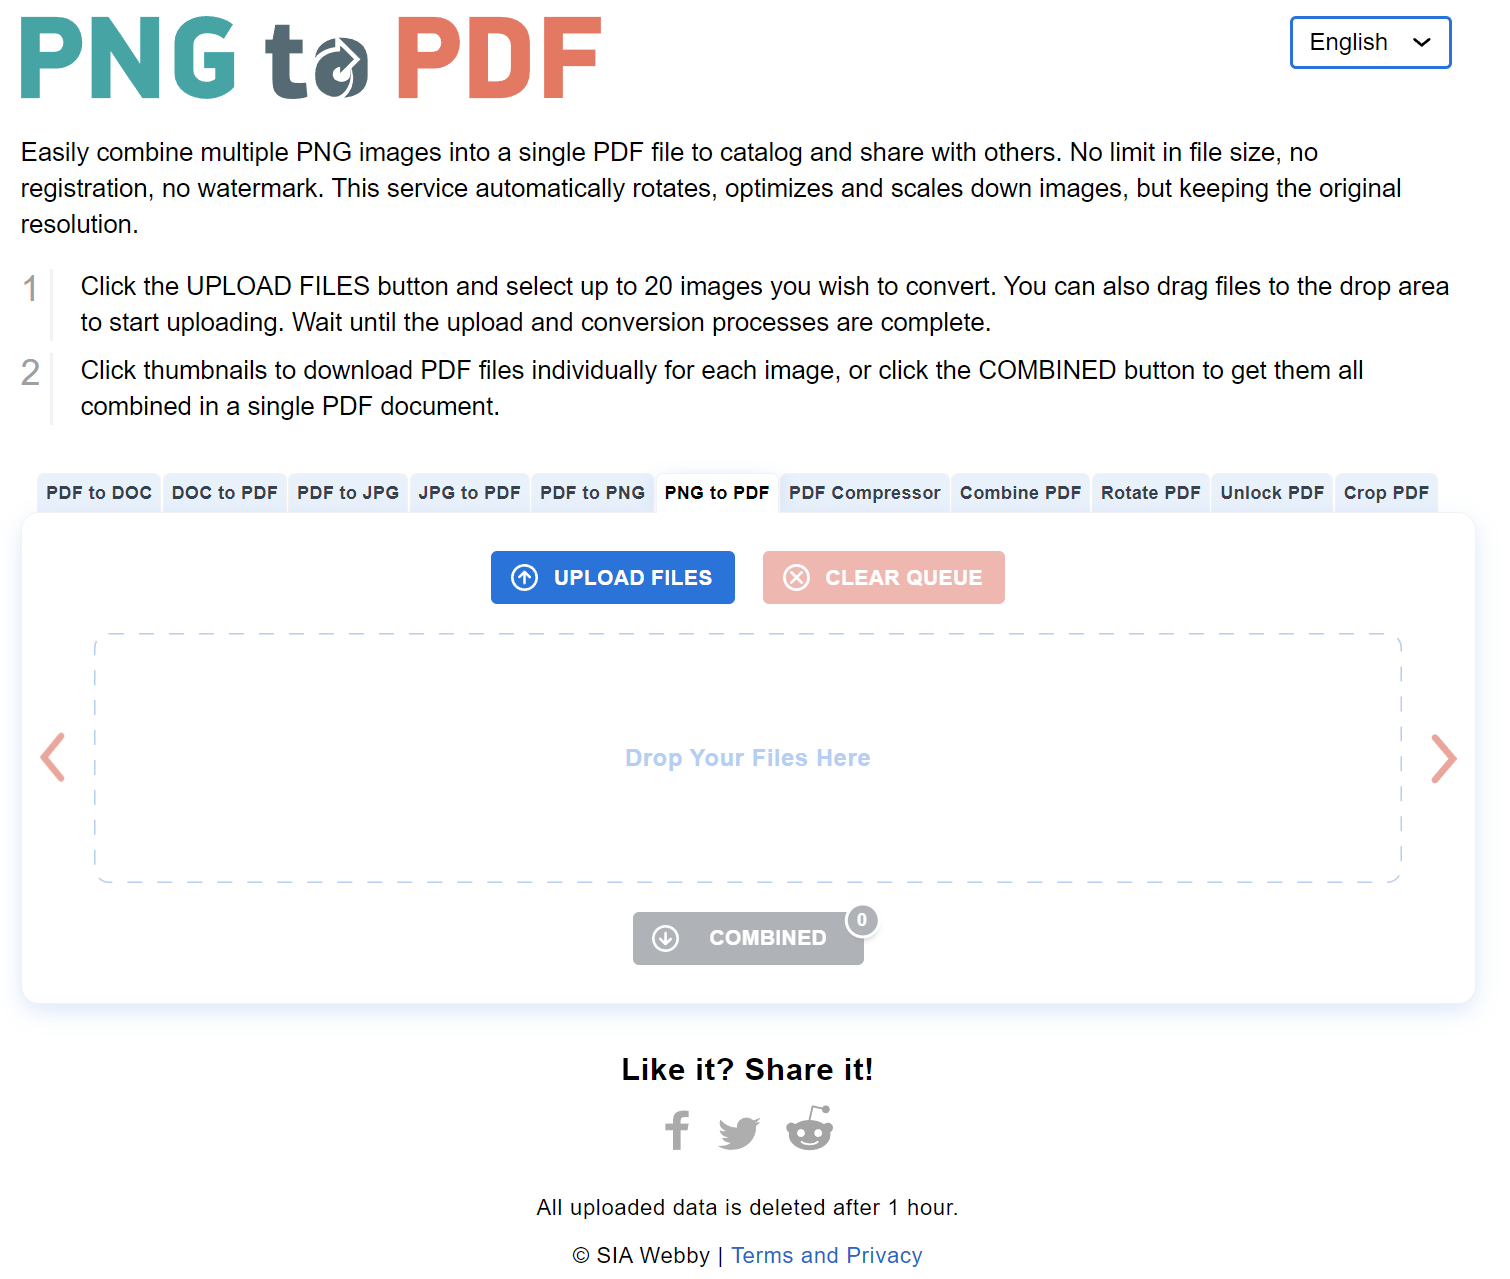 PNG to PDF
English
Easily combine multiple PNG images into a single PDF file to catalog and share with others. No limit in file size, no
registration, no watermark. This service automatically rotates, optimizes and scales down images, but keeping the original
resolution.
1 Click the UPLOAD FILES button and select up to 20 images you wish to convert. You can also drag files to the drop area
to start uploading. Wait until the upload and conversion processes are complete.
2 Click thumbnails to download PDF files individually for each image, or click the COMBINED button to get them all
combined in a single PDF document.
PDF to DOC DOC to PDF PDF to JPG JPG to PDF PDF to PNG PNG to PDF PDF Compressor Combine PDF Rotate PDF Unlock PDF Crop PDF
UPLOAD FILES CLEAR QUEUE
Drop Your Files Here
0
COMBINED
Like it? Share it!
All uploaded data is deleted after 1 hour.
© SIA Webby | Terms and Privacy